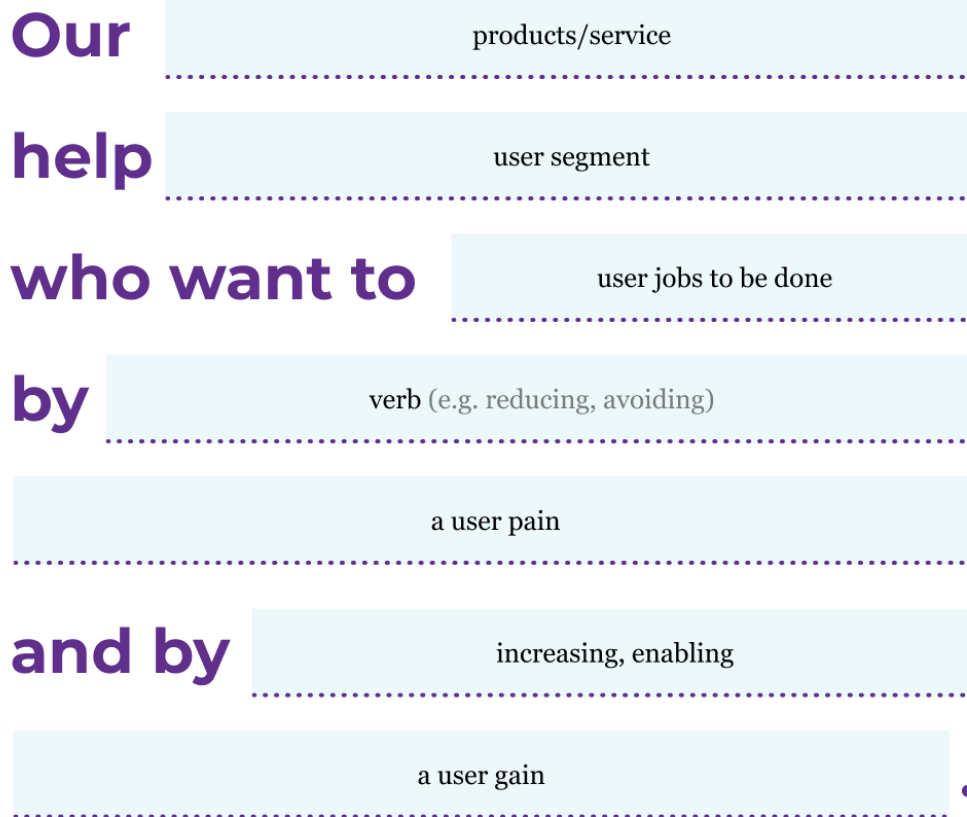 Our products/service
help user segment
who want to user jobs to be done
by verb (e.g. reducing, avoiding)
a user pain
and by increasing, enabling
a user gain .